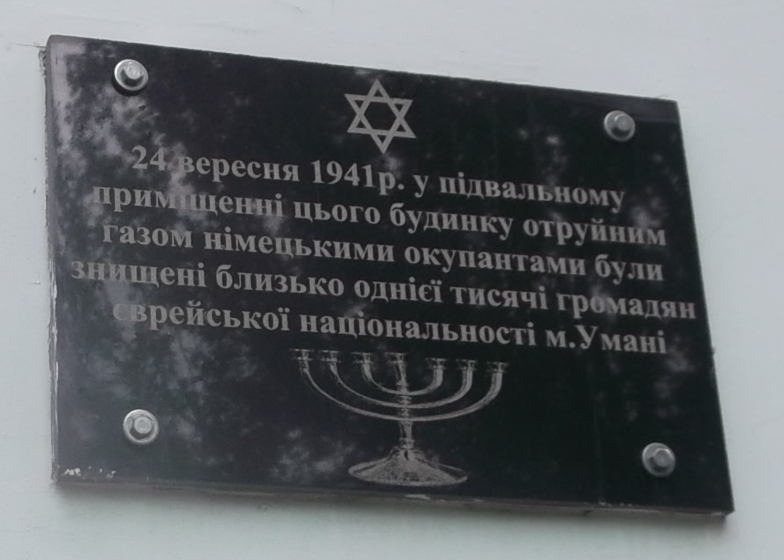 24 вересня 1941р. у підвальному
приміщенні цього будинку отруйним
газом німецькими окупантами були
знищені близько однієї тисячі громадян
єврейської національності м.Умані